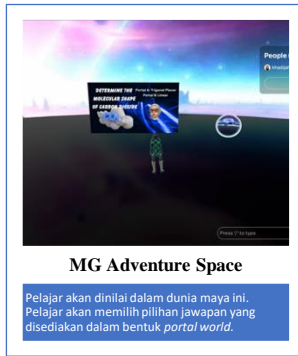 People
DETERMINE THE
MOLECULAR SHAPE
OF CARBON DIOXIDE
Portal A: Trigonal Planar
Portal B: Linear
Press '/' to type
MG Adventure Space
Pelajar akan dinilai dalam dunia maya ini.
Pelajar akan memilih pilihan jawapan yang
disediakan dalam bentuk portal world.